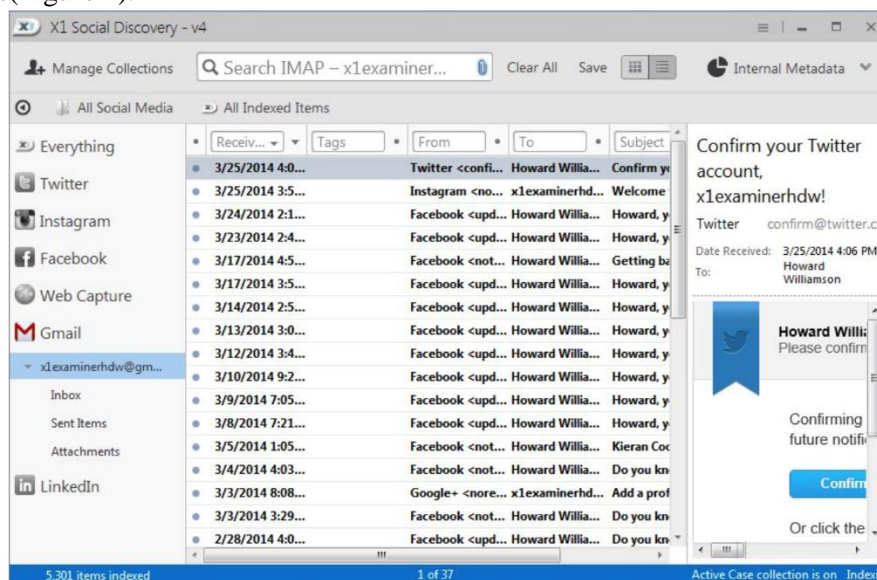 X1 Social Discovery - v4
Manage Collections
Search IMAP – x1examiner...
Clear All
Save
Internal Metadata
All Social Media
All Indexed Items
Everything
Twitter
Instagram
Facebook
Web Capture
Gmail
x1examinerhdw@gm...
Inbox
Sent Items
Attachments
LinkedIn
Receiv... Tags From To Subject
3/25/2014 4:0... Twitter <confi... Howard Willia... Confirm yo
3/25/2014 3:5... Instagram <no... x1examinerhd... Welcome
3/24/2014 2:1... Facebook <upd... Howard Willia... Howard, y
3/23/2014 2:4... Facebook <upd... Howard Willia... Howard, y
3/17/2014 4:5... Facebook <not... Howard Willia... Getting ba
3/17/2014 3:5... Facebook <upd... Howard Willia... Howard, y
3/14/2014 2:5... Facebook <upd... Howard Willia... Howard, y
3/13/2014 3:0... Facebook <upd... Howard Willia... Howard, y
3/12/2014 3:4... Facebook <upd... Howard Willia... Howard, y
3/10/2014 9:2... Facebook <upd... Howard Willia... Howard, y
3/9/2014 7:05... Facebook <upd... Howard Willia... Howard, y
3/8/2014 7:21... Facebook <upd... Howard Willia... Howard, y
3/5/2014 1:05... Facebook <not... Howard Willia... Kieran Coo
3/4/2014 4:03... Facebook <not... Howard Willia... Do you kn
3/3/2014 8:08... Google+ <nore... x1examinerhd... Add a prof
3/3/2014 3:29... Facebook <not... Howard Willia... Do you kn
2/28/2014 4:0... Facebook <upd... Howard Willia... Do you kn
Confirm your Twitter
account,
x1examinerhdw!
Twitter confirm@twitter.c
Date Received: 3/25/2014 4:06 PM
To: Howard
Williamson
Howard Willia
Please confirm
Confirming
future notifi
Confirm
Or click the
5,301 items indexed
1 of 37
Active Case collection is on Indexi